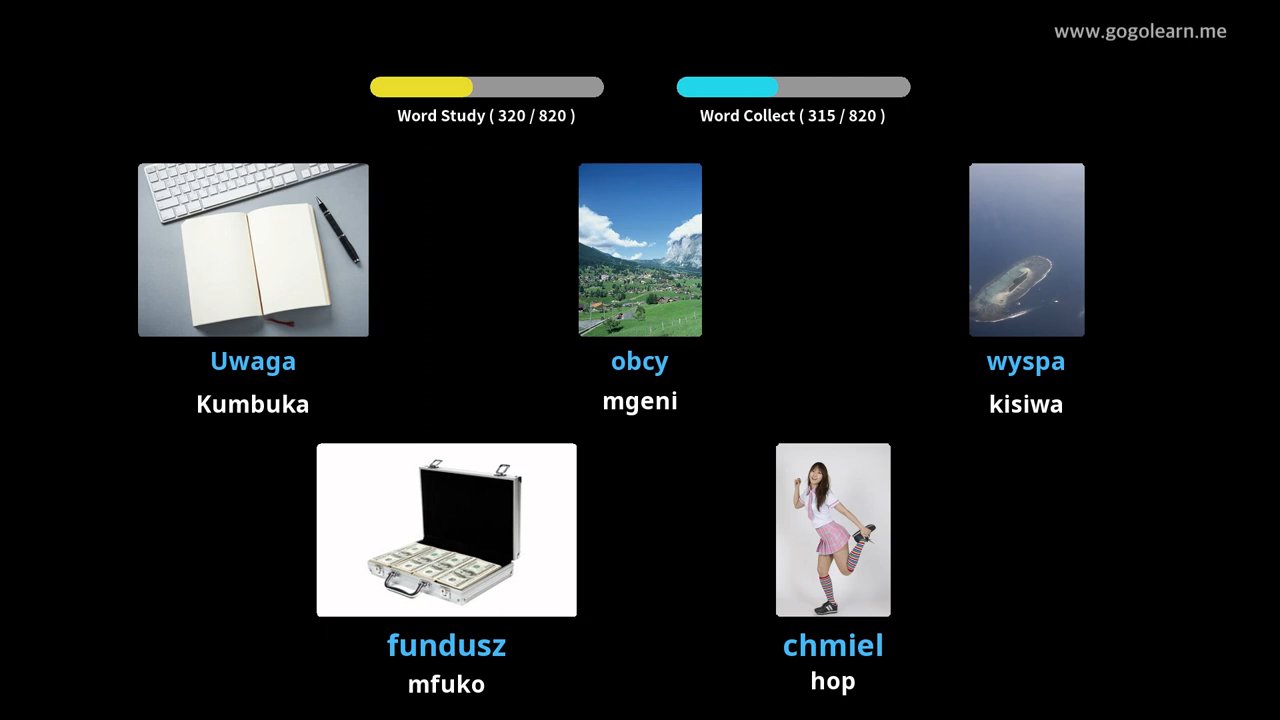 www.gogolearn.me
Word Study ( 320 / 820 )
Word Collect ( 315 / 820 )
Uwaga
Kumbuka
obcy
mgeni
wyspa
kisiwa
fundusz
mfuko
chmiel
hop